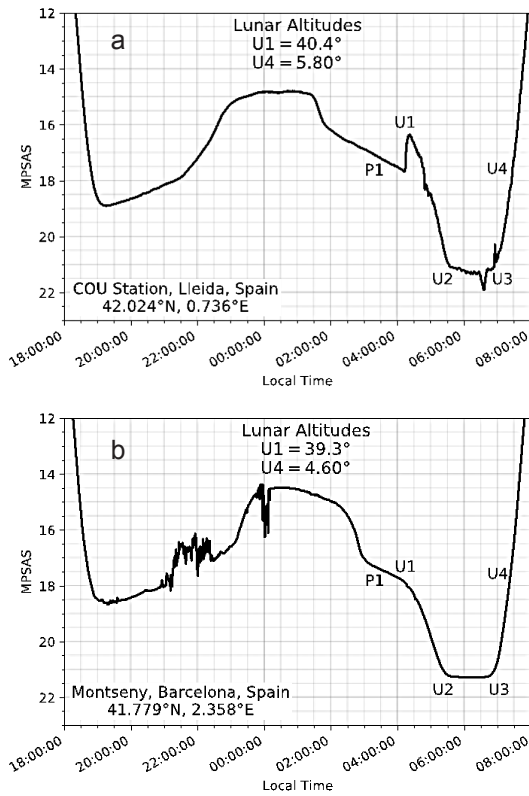 a
Lunar Altitudes
U1 = 40.4°
U4 = 5.80°
12
14
16
18
20
22
MPSAS
U1
P1
U4
U2
U3
COU Station, Lleida, Spain
42.024°N, 0.736°E
18:00:00
20:00:00
22:00:00
00:00:00
02:00:00
04:00:00
06:00:00
08:00:00
Local Time
b
Lunar Altitudes
U1 = 39.3°
U4 = 4.60°
12
14
16
18
20
22
MPSAS
U1
P1
U4
U2
U3
Montseny, Barcelona, Spain
41.779°N, 2.358°E
18:00:00
20:00:00
22:00:00
00:00:00
02:00:00
04:00:00
06:00:00
08:00:00
Local Time